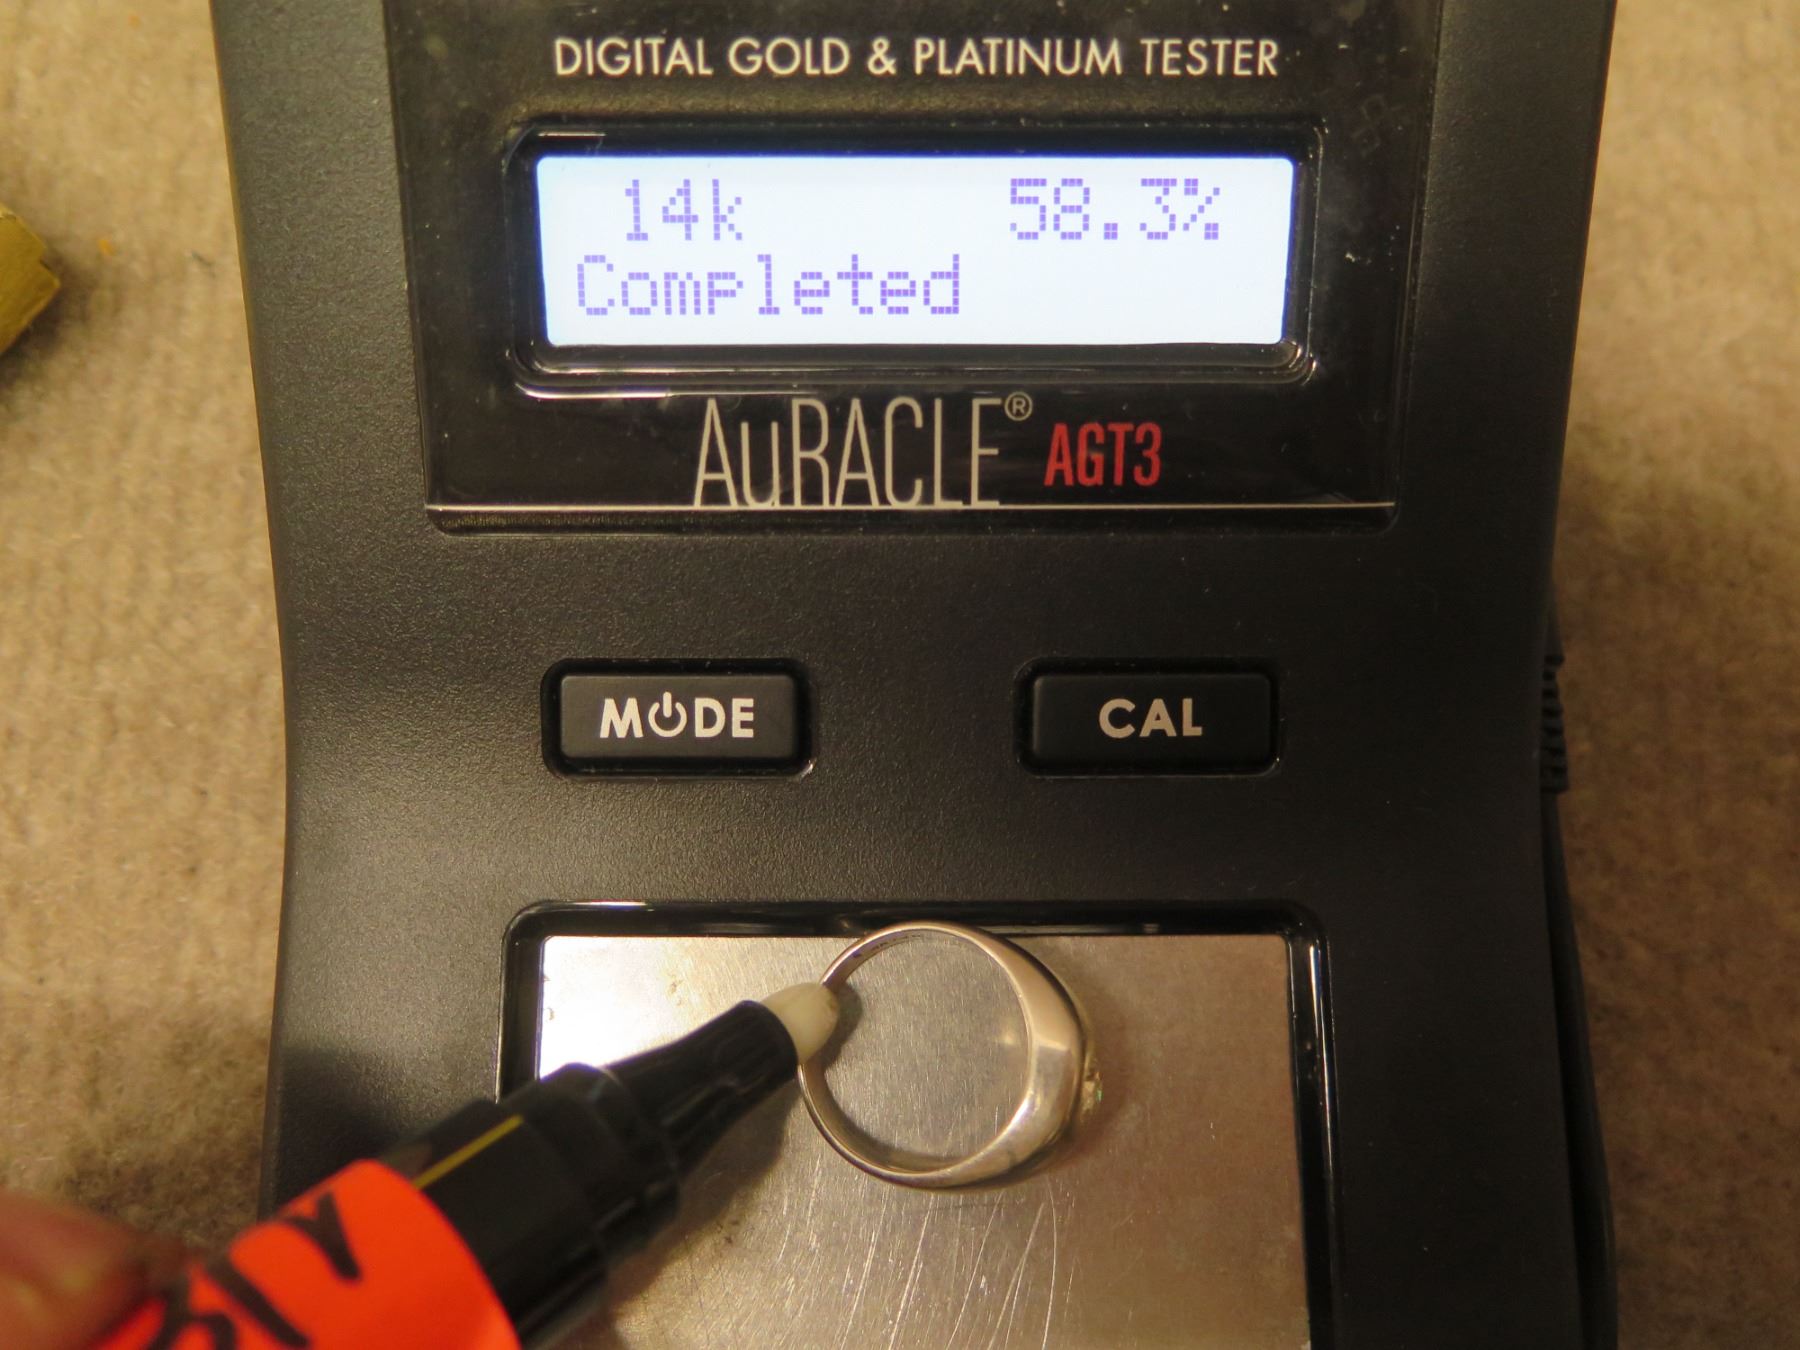 DIGITAL GOLD & PLATINUM TESTER
14k 58.3%
Completed
AuRACLE® AGT3
MODE CAL